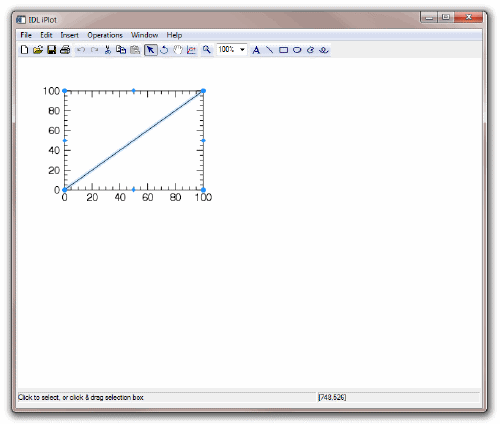 IDL iPlot
File Edit Insert Operations Window Help
100% A
100
80
60
40
20
0
0 20 40 60 80 100
Click to select, or click & drag selection box [748,526]